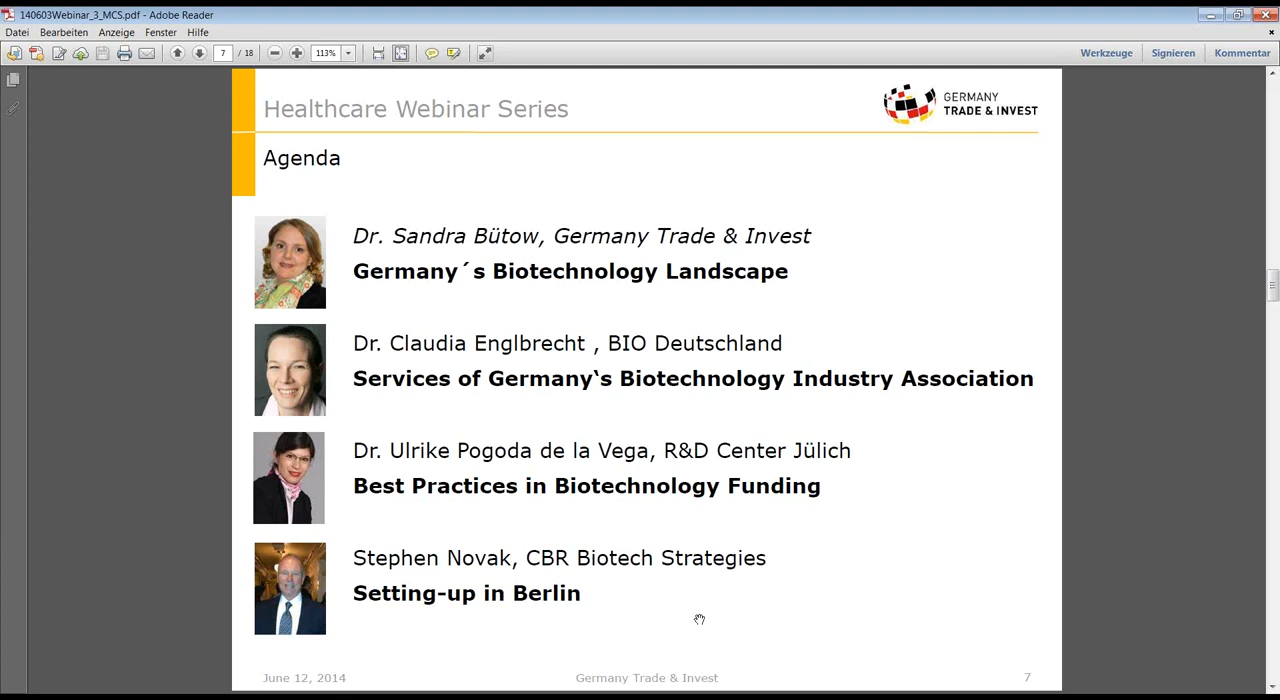 140603Webinar_3_MCS.pdf - Adobe Reader
Datei Bearbeiten Anzeige Fenster Hilfe
7 / 18 113% Werkzeuge Signieren Kommentar
Healthcare Webinar Series
GERMANY
TRADE & INVEST
Agenda
Dr. Sandra Bütow, Germany Trade & Invest
Germany´s Biotechnology Landscape
Dr. Claudia Englbrecht , BIO Deutschland
Services of Germany‘s Biotechnology Industry Association
Dr. Ulrike Pogoda de la Vega, R&D Center Jülich
Best Practices in Biotechnology Funding
Stephen Novak, CBR Biotech Strategies
Setting-up in Berlin
June 12, 2014 Germany Trade & Invest 7